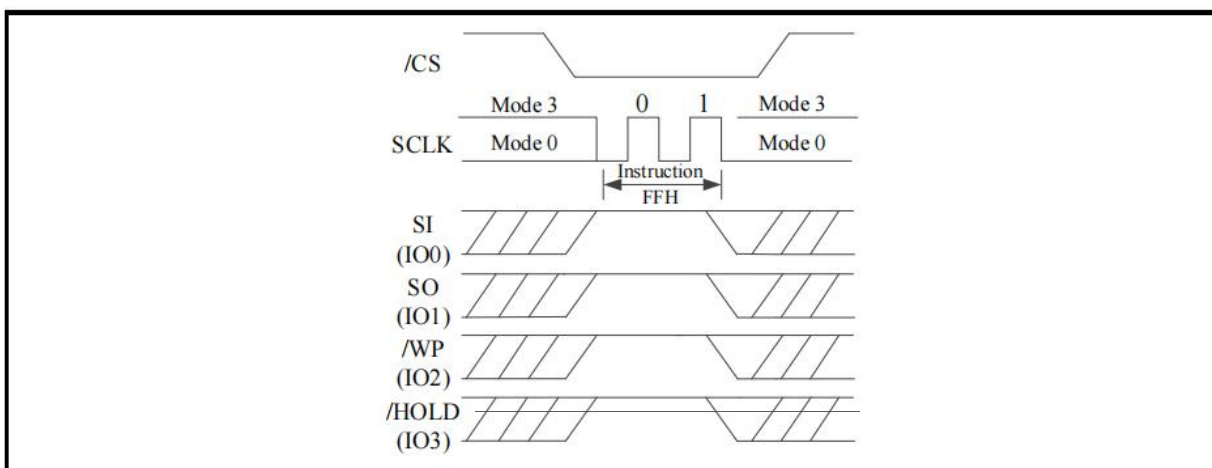 /CS
Mode 3 0 1 Mode 3
SCLK Mode 0 Mode 0
Instruction
FFH
SI
(IO0)
SO
(IO1)
/WP
(IO2)
/HOLD
(IO3)